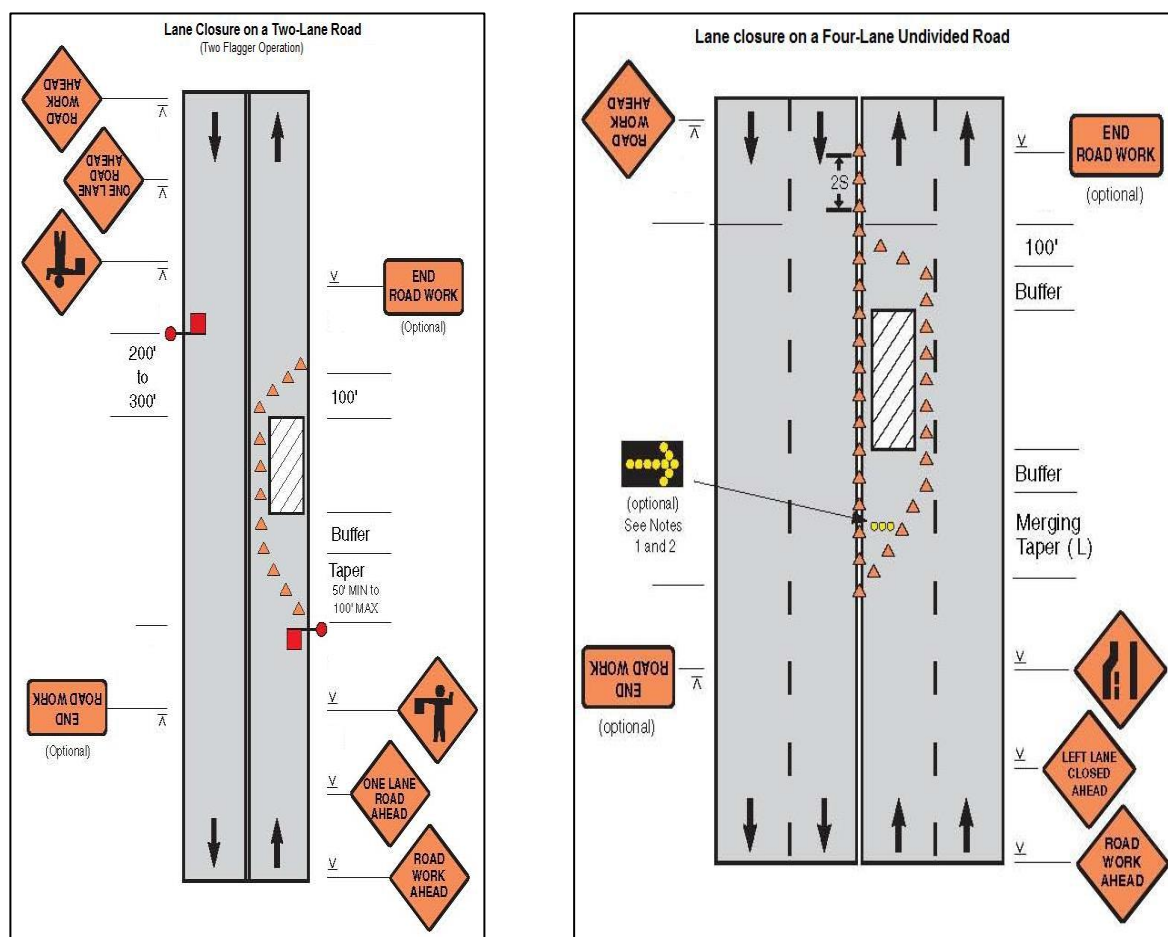 Lane Closure on a Two-Lane Road
(Two Flagger Operation)
ROAD
WORK
AHEAD
ONE LANE
ROAD
AHEAD
END
ROAD WORK
(Optional)
200'
to
300'
100'
Buffer
Taper
50' MIN to
100' MAX
END
ROAD WORK
(Optional)
ONE LANE
ROAD
AHEAD
ROAD
WORK
AHEAD
Lane closure on a Four-Lane Undivided Road
ROAD
WORK
AHEAD
END
ROAD WORK
(optional)
2S
100'
Buffer
(optional)
See Notes
1 and 2
Buffer
Merging
Taper (L)
END
ROAD WORK
(optional)
LEFT LANE
CLOSED
AHEAD
ROAD
WORK
AHEAD